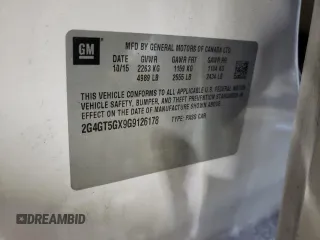 GM
MFD BY GENERAL MOTORS OF CANADA LTD.
DATE GVWR GAWR FRT GAWR RR
10/15 2263 KG 1159 KG 1104 KG
4989 LB 2555 LB 2434 LB
THIS VEHICLE CONFORMS TO ALL APPLICABLE U.S. FEDERAL MOTOR
VEHICLE SAFETY, BUMPER, AND THEFT PREVENTION STANDARDS IN EFFECT ON THE
DATE OF MANUFACTURE SHOWN ABOVE.
2G4GT5GX9G9126178 TYPE: PASS CAR
© DREAMBID